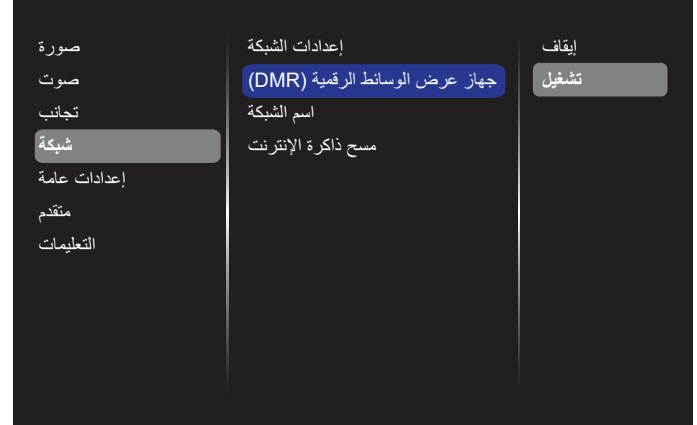 صورة
صوت
تجانب
شبكة
إعدادات عامة
متقدم
التعليمات
إعدادات الشبكة
جهاز عرض الوسائط الرقمية (DMR)
اسم الشبكة
مسح ذاكرة الإنترنت
إيقاف
تشغيل